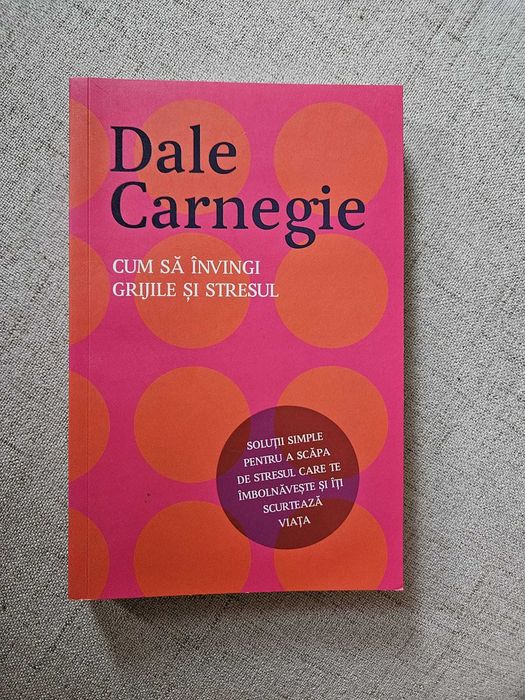 Dale
Carnegie
CUM SĂ ÎNVINGI
GRIJILE ȘI STRESUL
SOLUȚII SIMPLE
PENTRU A SCĂPA
DE STRESUL CARE TE
ÎMBOLNĂVEȘTE ȘI ÎȚI
SCURTEAZĂ
VIAȚA